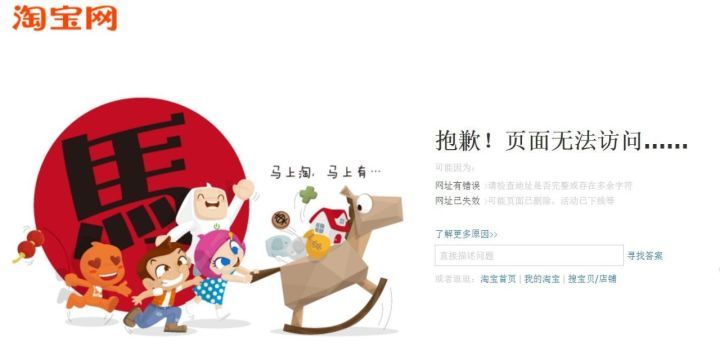 淘宝网
馬
马上淘，马上有…
抱歉！页面无法访问……
可能因为：
网址有错误 :请检查地址是否完整或存在多余字符
网址已失效 :可能页面已删除，活动已下线等
了解更多原因>>
直接描述问题 寻找答案
或者逛逛：淘宝首页 | 我的淘宝 | 搜宝贝/店铺